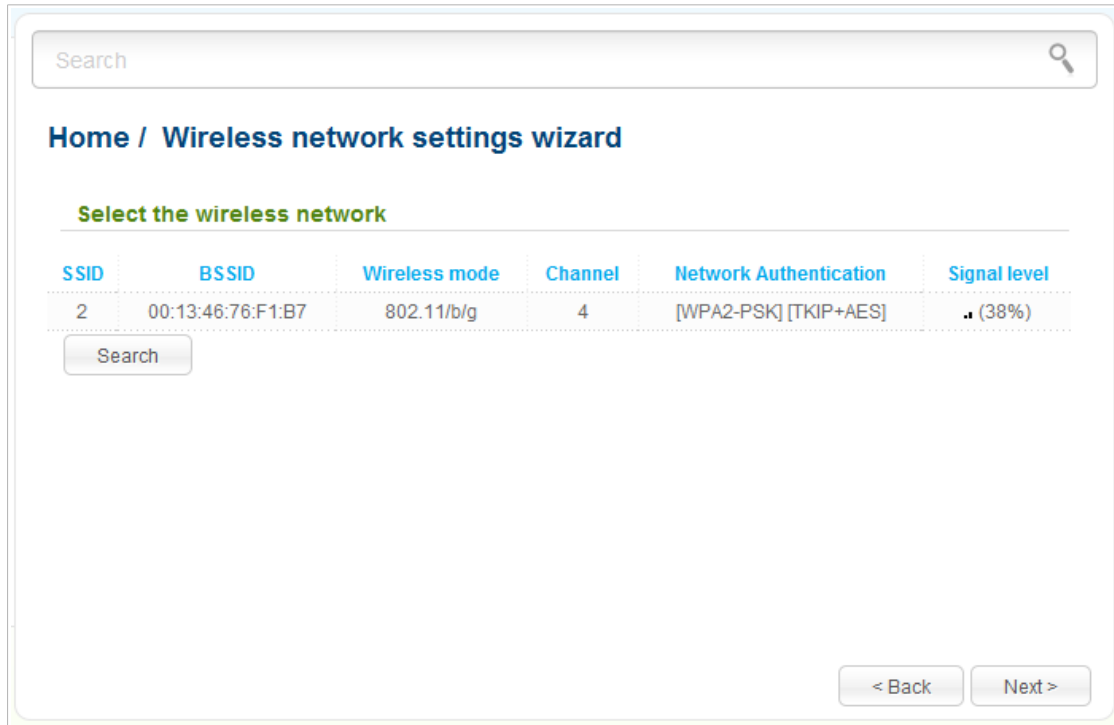 Search
Home / Wireless network settings wizard
Select the wireless network
SSID BSSID Wireless mode Channel Network Authentication Signal level
2 00:13:46:76:F1:B7 802.11/b/g 4 [WPA2-PSK] [TKIP+AES] (38%)
Search
< Back Next >